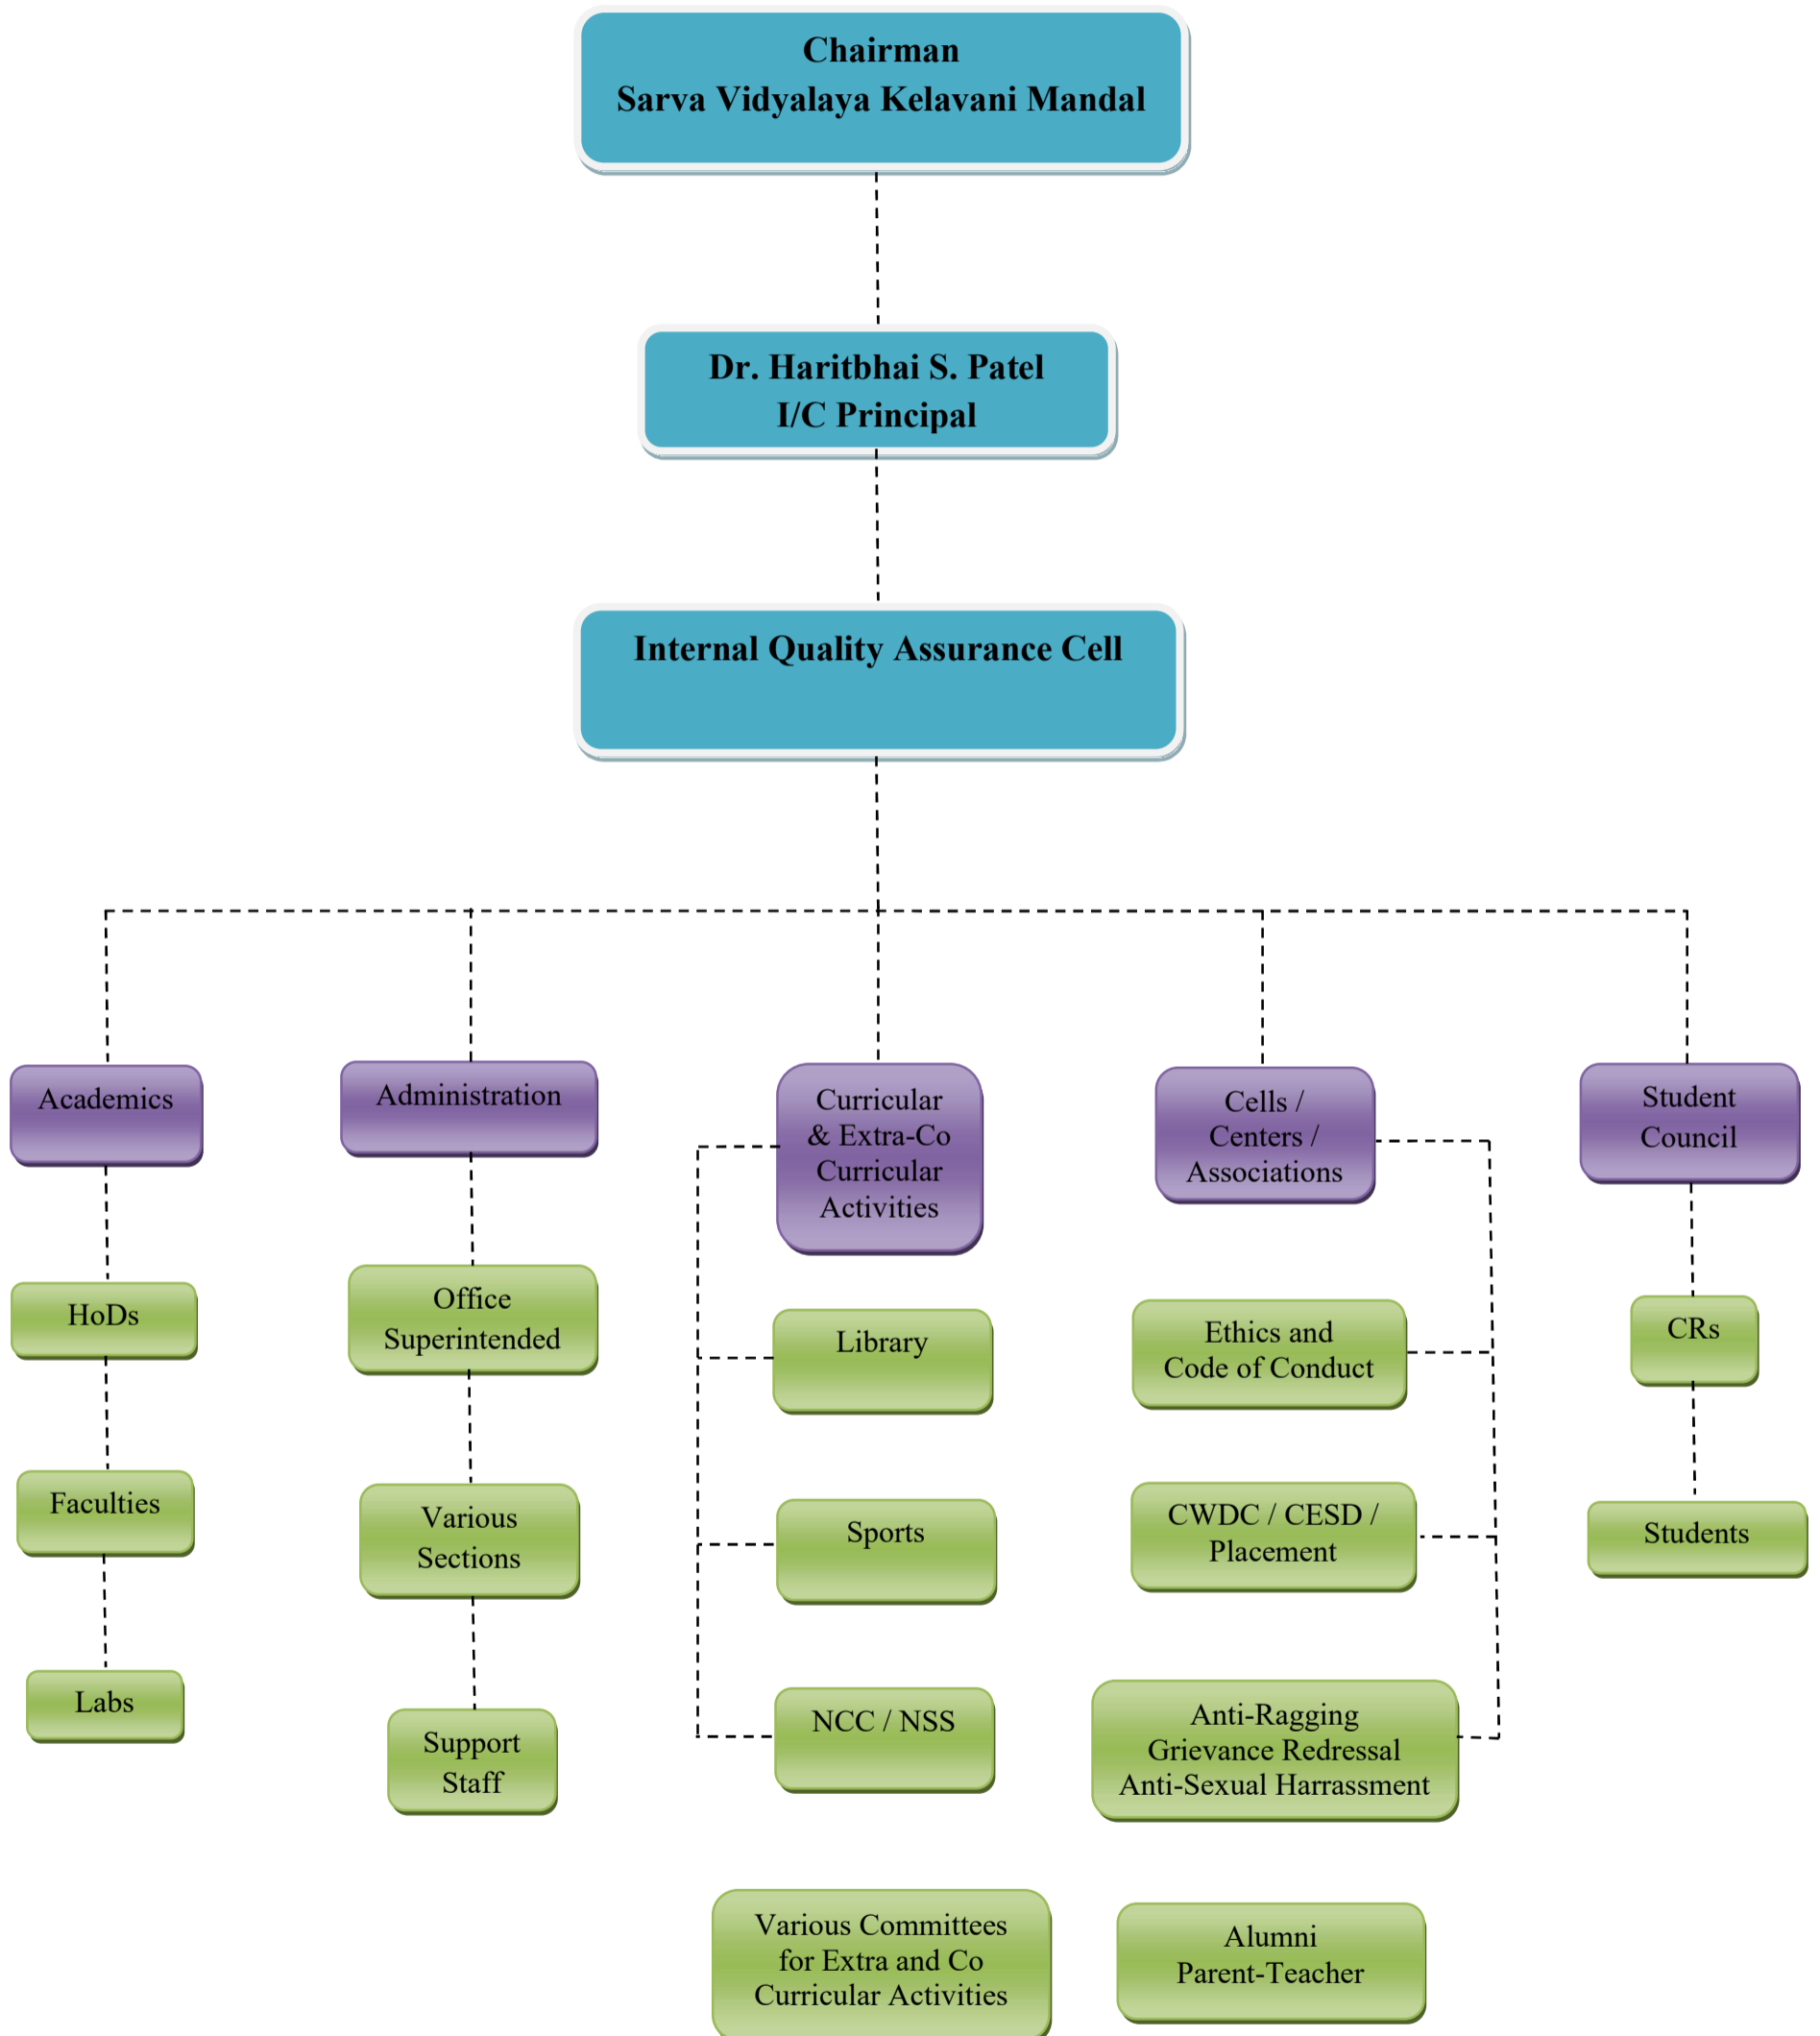 Chairman
Sarva Vidyalaya Kelavani Mandal
Dr. Haritbhai S. Patel
I/C Principal
Internal Quality Assurance Cell
Academics
HoDs
Faculties
Labs
Administration
Office
Superintended
Various
Sections
Support
Staff
Curricular
& Extra-Co
Curricular
Activities
Library
Sports
NCC / NSS
Various Committees
for Extra and Co
Curricular Activities
Cells /
Centers /
Associations
Ethics and
Code of Conduct
CWDC / CESD /
Placement
Anti-Ragging
Grievance Redressal
Anti-Sexual Harrassment
Alumni
Parent-Teacher
Student
Council
CRs
Students